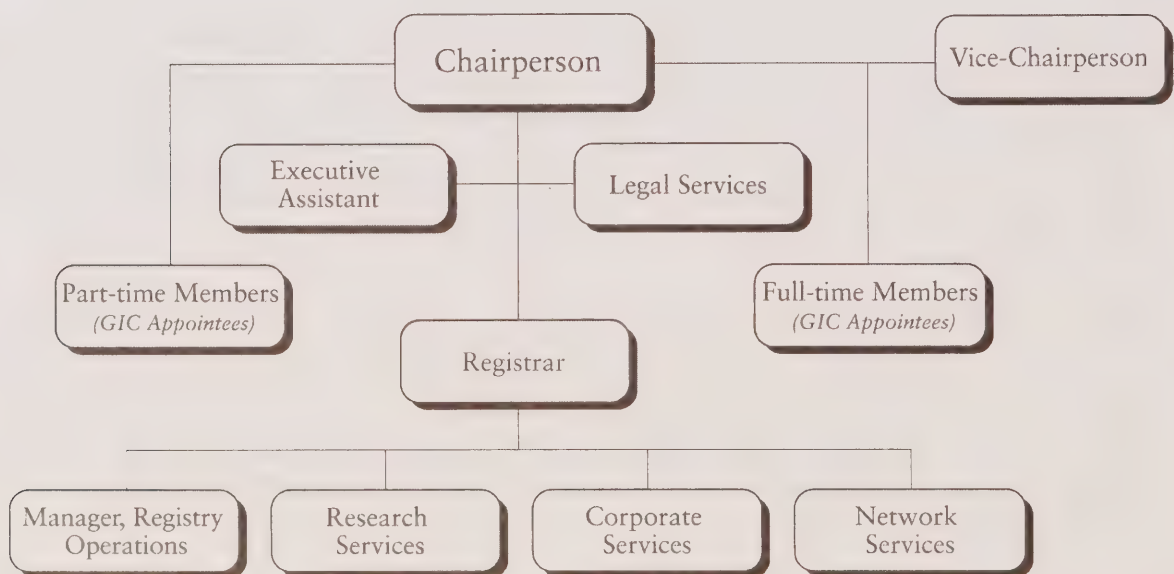 Chairperson
Vice-Chairperson
Executive
Assistant
Legal Services
Part-time Members
(GIC Appointees)
Full-time Members
(GIC Appointees)
Registrar
Manager, Registry
Operations
Research
Services
Corporate
Services
Network
Services